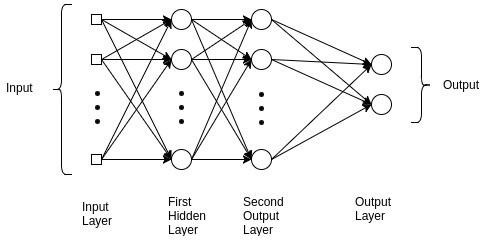 Input
Output
Input
Layer
First
Hidden
Layer
Second
Output
Layer
Output
Layer